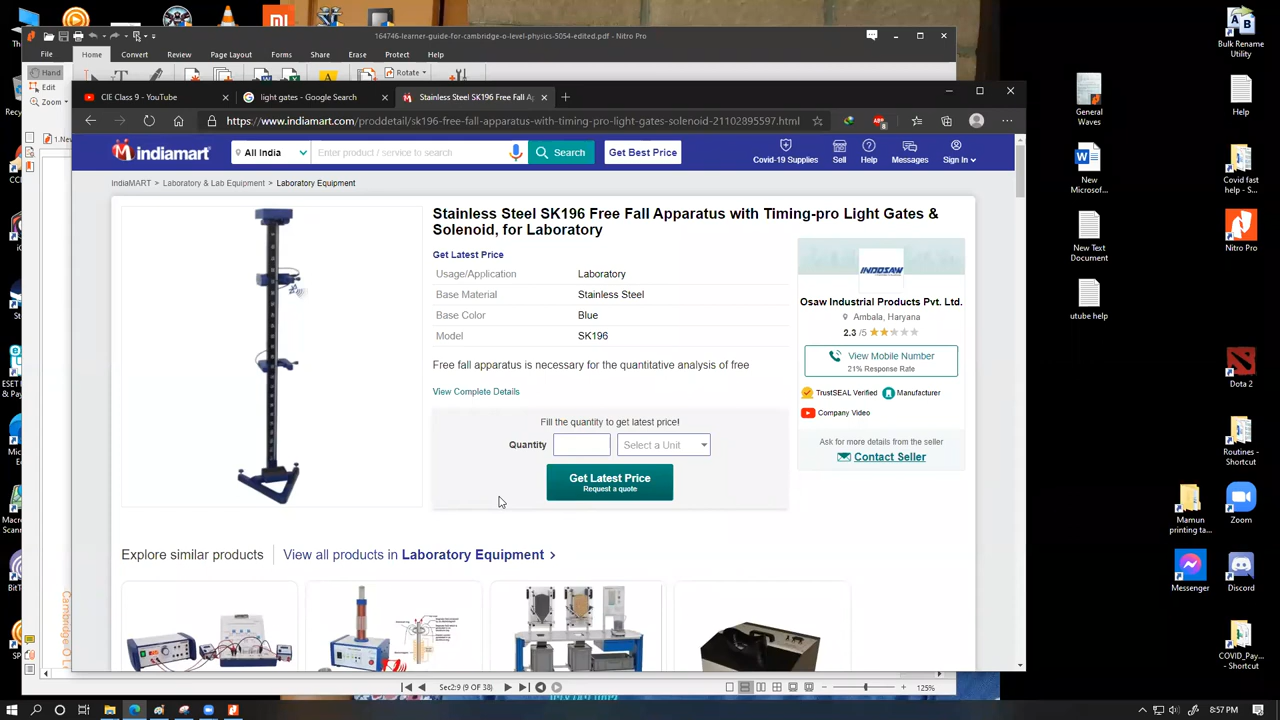 164746-learner-guide-for-cambridge-o-level-physics-5054-edited.pdf - Nitro Pro
File
Home
Convert
Review
Page Layout
Forms
Share
Erase
Protect
Help
Hand
Edit
Zoom
Rotate
CIE Class 9 - YouTube
light gates - Google Search
Stainless Steel SK196 Free Fall Ap
https://www.indiamart.com/proddetail/sk196-free-fall-apparatus-with-timing-pro-light-gates-solenoid-21102895597.html
indiamart
All India
Enter product / service to search
Search
Get Best Price
Covid-19 Supplies
Sell
Help
Messages
Sign In
IndiaMART > Laboratory & Lab Equipment > Laboratory Equipment
Stainless Steel SK196 Free Fall Apparatus with Timing-pro Light Gates &
Solenoid, for Laboratory
Get Latest Price
Usage/Application Laboratory
Base Material Stainless Steel
Base Color Blue
Model SK196
Free fall apparatus is necessary for the quantitative analysis of free
View Complete Details
Fill the quantity to get latest price!
Quantity
Select a Unit
Get Latest Price
Request a quote
INDOSAW
Osaw Industrial Products Pvt. Ltd.
Ambala, Haryana
2.3 /5
View Mobile Number
21% Response Rate
TrustSEAL Verified
Manufacturer
Company Video
Ask for more details from the seller
Contact Seller
Explore similar products
View all products in Laboratory Equipment >
1.New
Cambridge O Le
Sec2:9 (9 OF 38)
125%
Bulk Rename
Utility
General
Waves
Help
New
Microsof...
Covid fast
help - S...
New Text
Document
Nitro Pro
utube help
Dota 2
Routines -
Shortcut
Mamun
printing ta...
Zoom
Messenger
Discord
COVID_Pay...
- Shortcut
8:57 PM